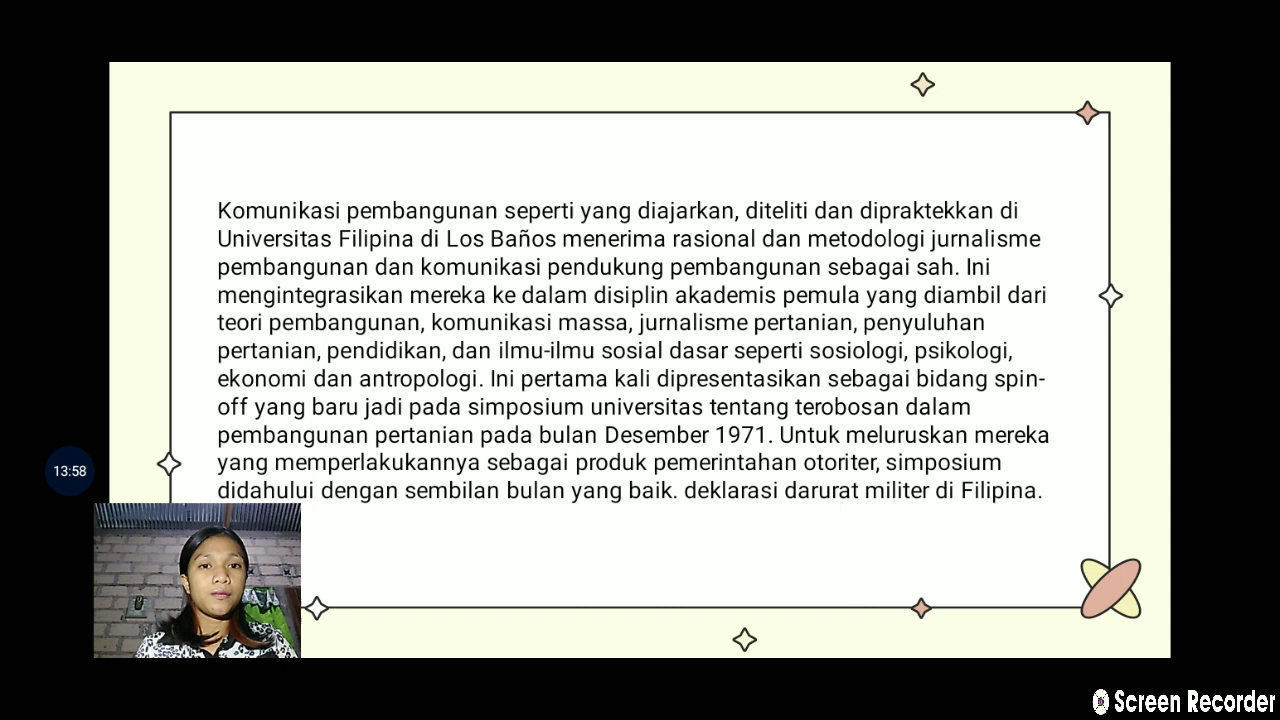 Komunikasi pembangunan seperti yang diajarkan, diteliti dan dipraktekkan di
Universitas Filipina di Los Baños menerima rasional dan metodologi jurnalisme
pembangunan dan komunikasi pendukung pembangunan sebagai sah. Ini
mengintegrasikan mereka ke dalam disiplin akademis pemula yang diambil dari
teori pembangunan, komunikasi massa, jurnalisme pertanian, penyuluhan
pertanian, pendidikan, dan ilmu-ilmu sosial dasar seperti sosiologi, psikologi,
ekonomi dan antropologi. Ini pertama kali dipresentasikan sebagai bidang spin-
off yang baru jadi pada simposium universitas tentang terobosan dalam
pembangunan pertanian pada bulan Desember 1971. Untuk meluruskan mereka
yang memperlakukannya sebagai produk pemerintahan otoriter, simposium
didahului dengan sembilan bulan yang baik. deklarasi darurat militer di Filipina.
13:58
Screen Recorder